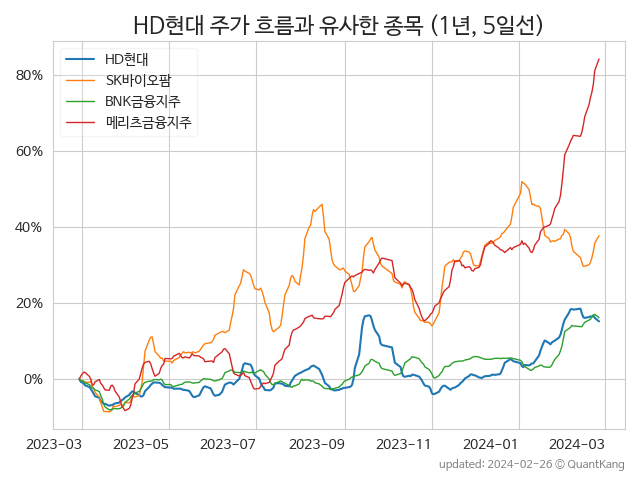 HD현대 주가 흐름과 유사한 종목 (1년, 5일선)
HD현대
SK바이오팜
BNK금융지주
메리츠금융지주
80%
60%
40%
20%
0%
2023-03 2023-05 2023-07 2023-09 2023-11 2024-01 2024-03
updated: 2024-02-26 © QuantKang